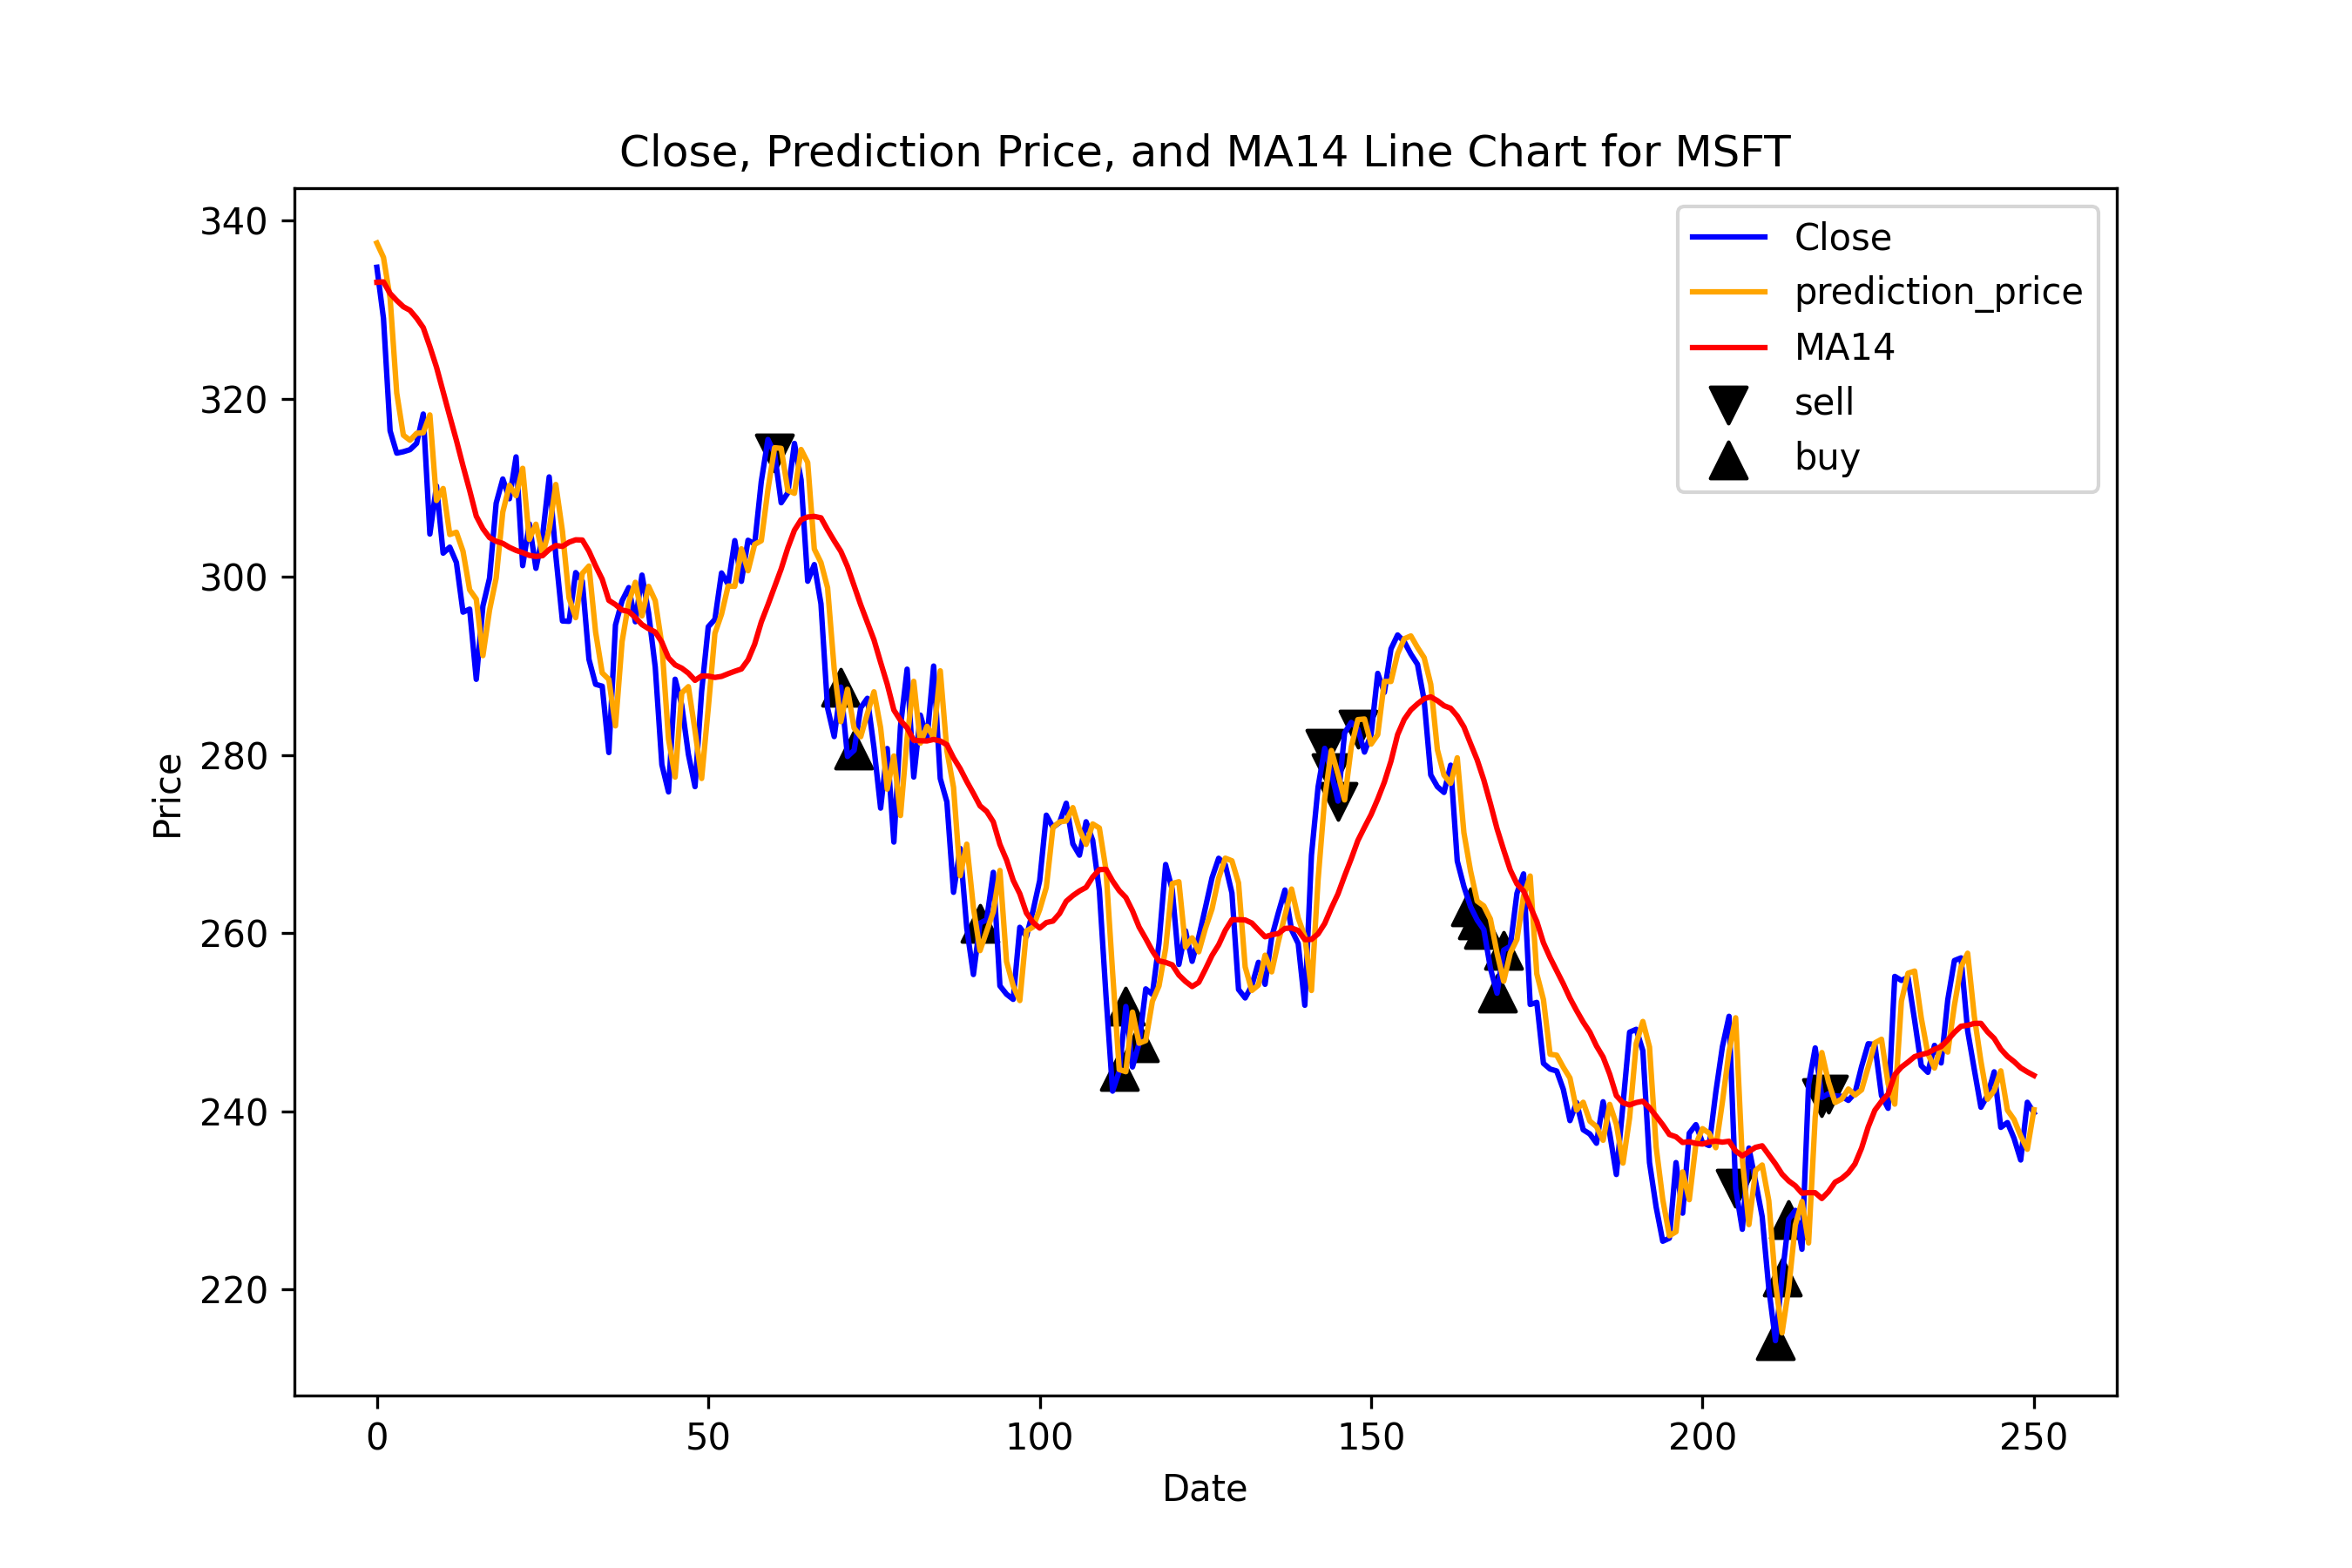 Close, Prediction Price, and MA14 Line Chart for MSFT
340
320
300
280
260
240
220
Price
Close
prediction_price
MA14
sell
buy
0 50 100 150 200 250
Date